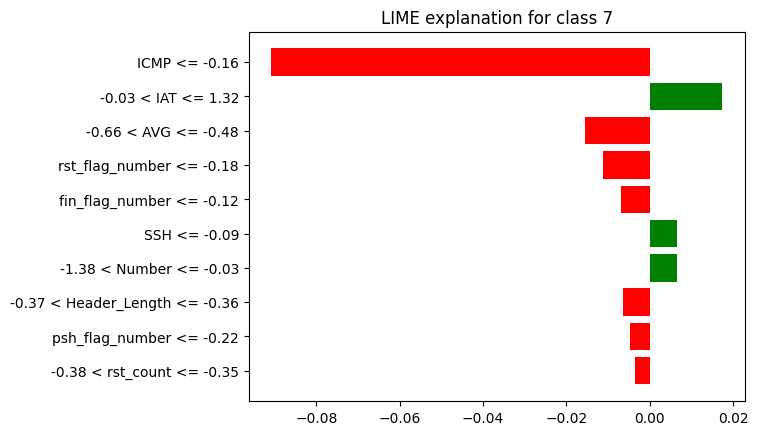 LIME explanation for class 7
ICMP <= -0.16
-0.03 < IAT <= 1.32
-0.66 < AVG <= -0.48
rst_flag_number <= -0.18
fin_flag_number <= -0.12
SSH <= -0.09
-1.38 < Number <= -0.03
-0.37 < Header_Length <= -0.36
psh_flag_number <= -0.22
-0.38 < rst_count <= -0.35
−0.08 −0.06 −0.04 −0.02 0.00 0.02